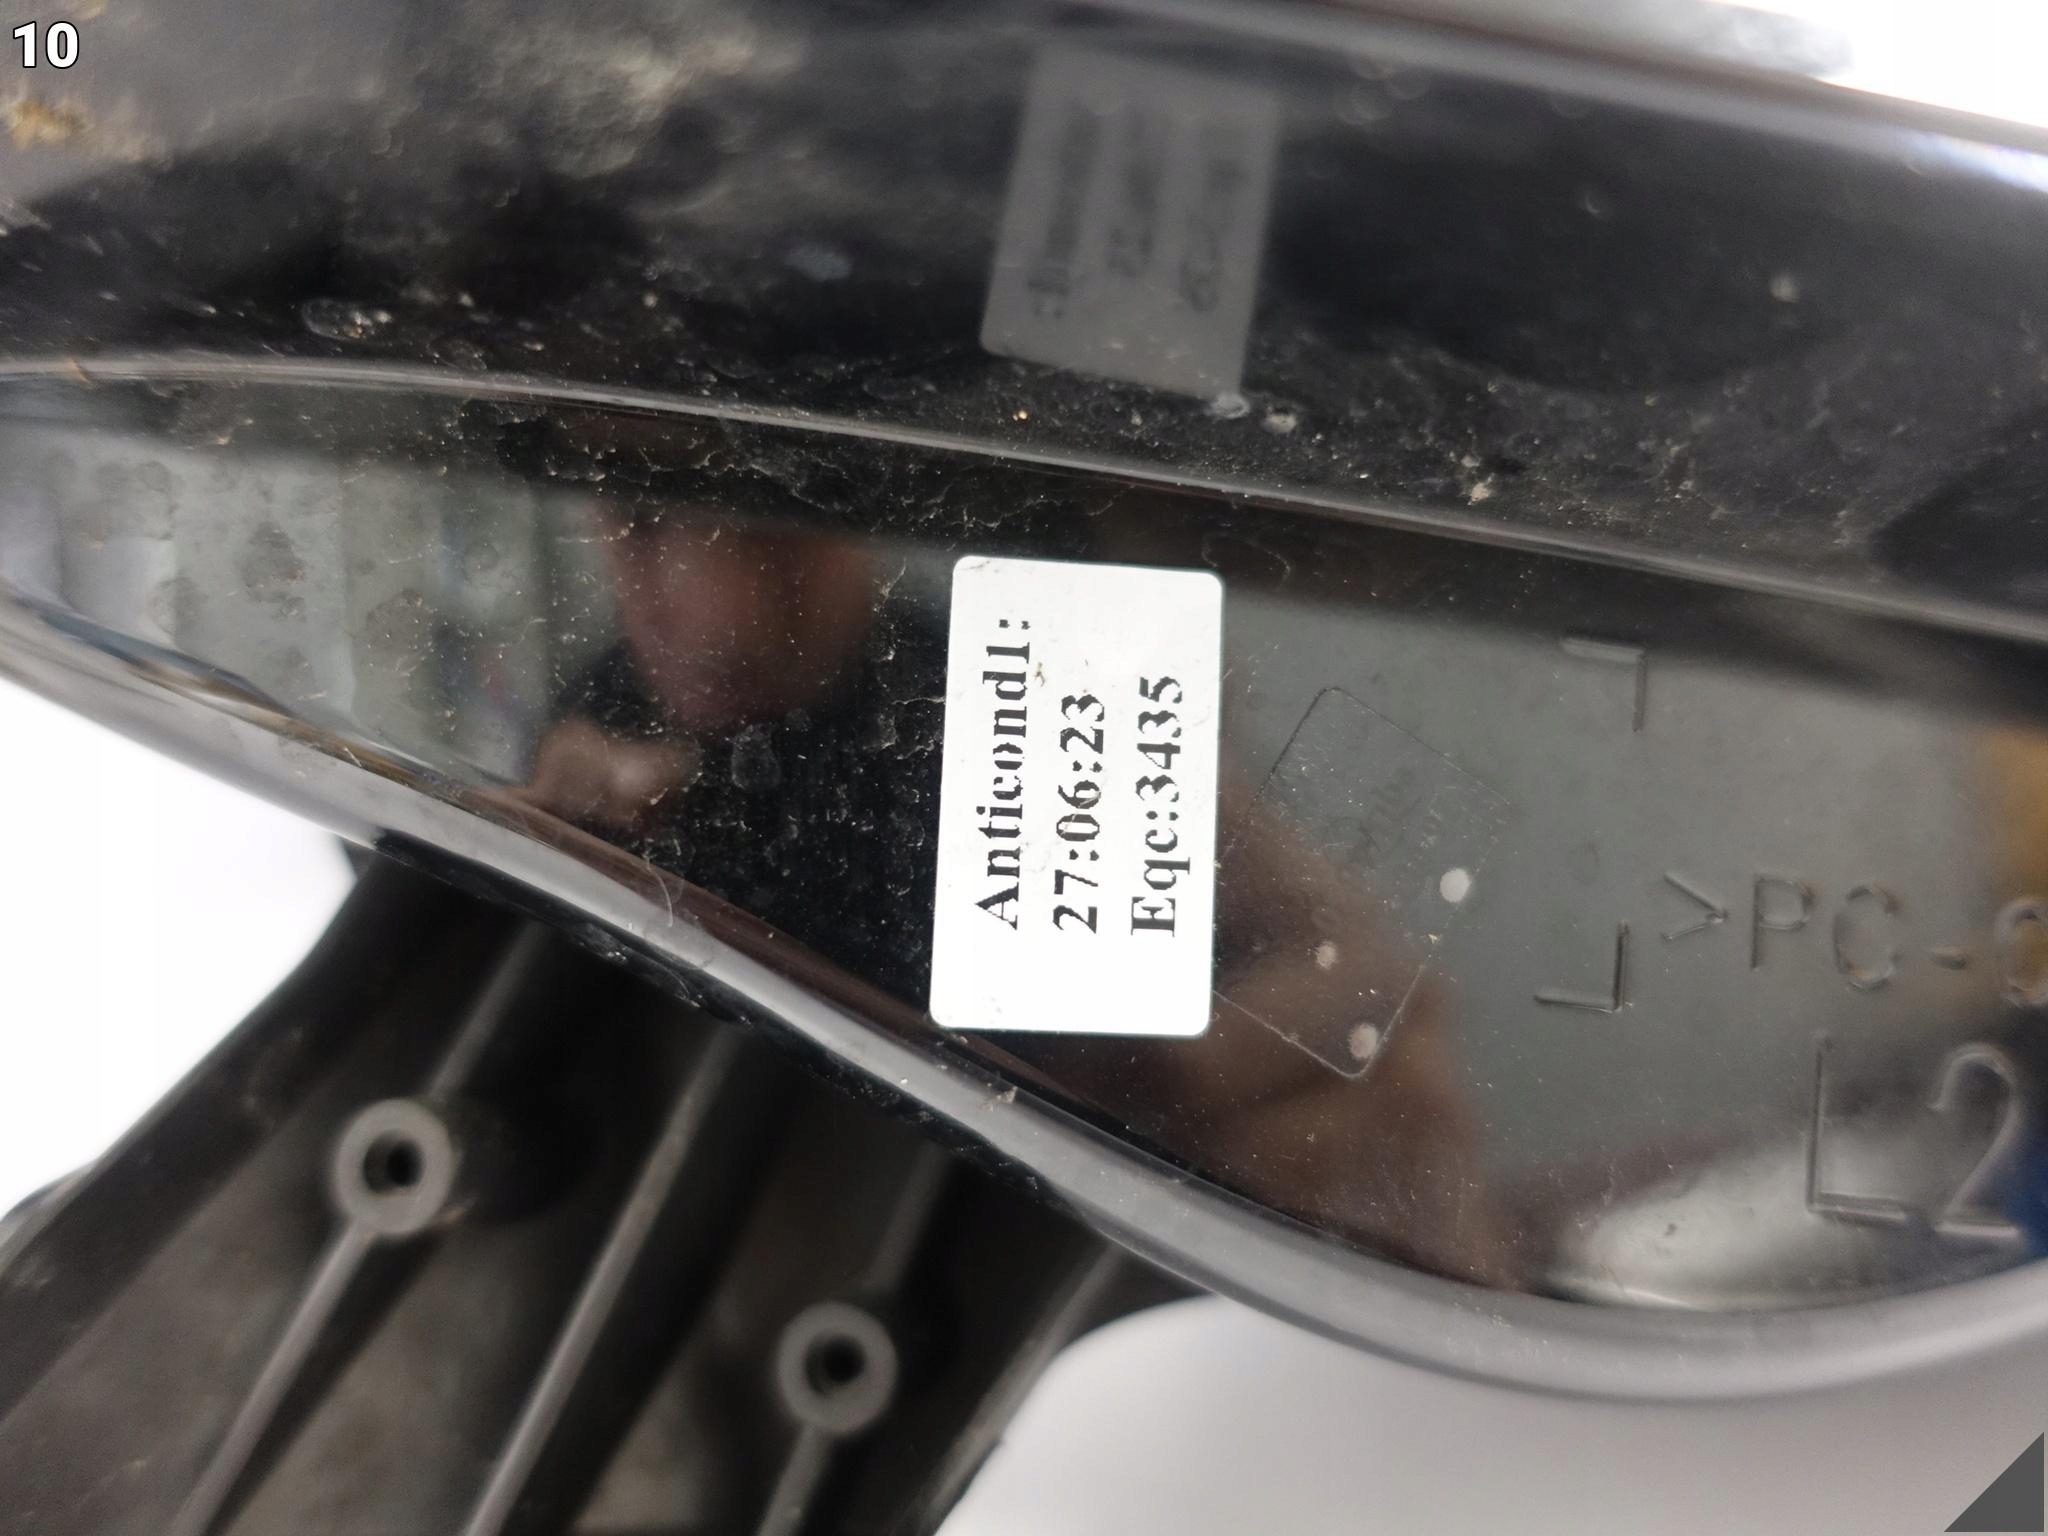 10
Anticond1:
27:06:23
Eqc:3435
>PC-
L2